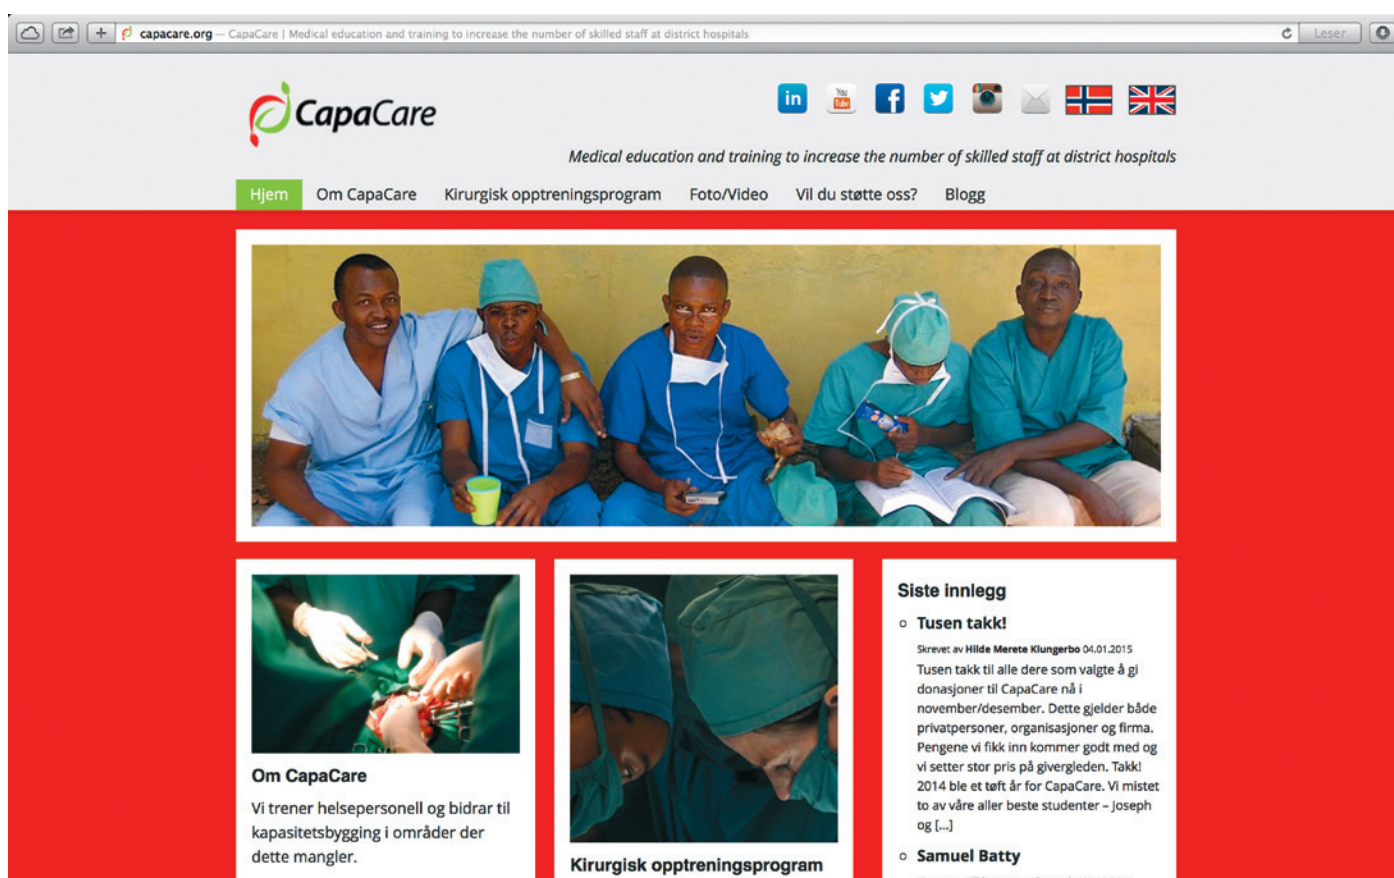 capacare.org — CapaCare | Medical education and training to increase the number of skilled staff at district hospitals
Leser
CapaCare
in
You
Tube
f
Medical education and training to increase the number of skilled staff at district hospitals
Hjem Om CapaCare Kirurgisk opptreningsprogram Foto/Video Vil du støtte oss? Blogg
Om CapaCare
Vi trener helsepersonell og bidrar til
kapasitetsbygging i områder der
dette mangler.
Kirurgisk opptreningsprogram
Siste innlegg
Tusen takk!
Skrevet av Hilde Merete Klungerbo 04.01.2015
Tusen takk til alle dere som valgte å gi
donasjoner til CapaCare nå i
november/desember. Dette gjelder både
privatpersoner, organisasjoner og firma.
Pengene vi fikk inn kommer godt med og
vi setter stor pris på givergleden. Takk!
2014 ble et tøft år for CapaCare. Vi mistet
to av våre aller beste studenter – Joseph
og [...]
Samuel Batty